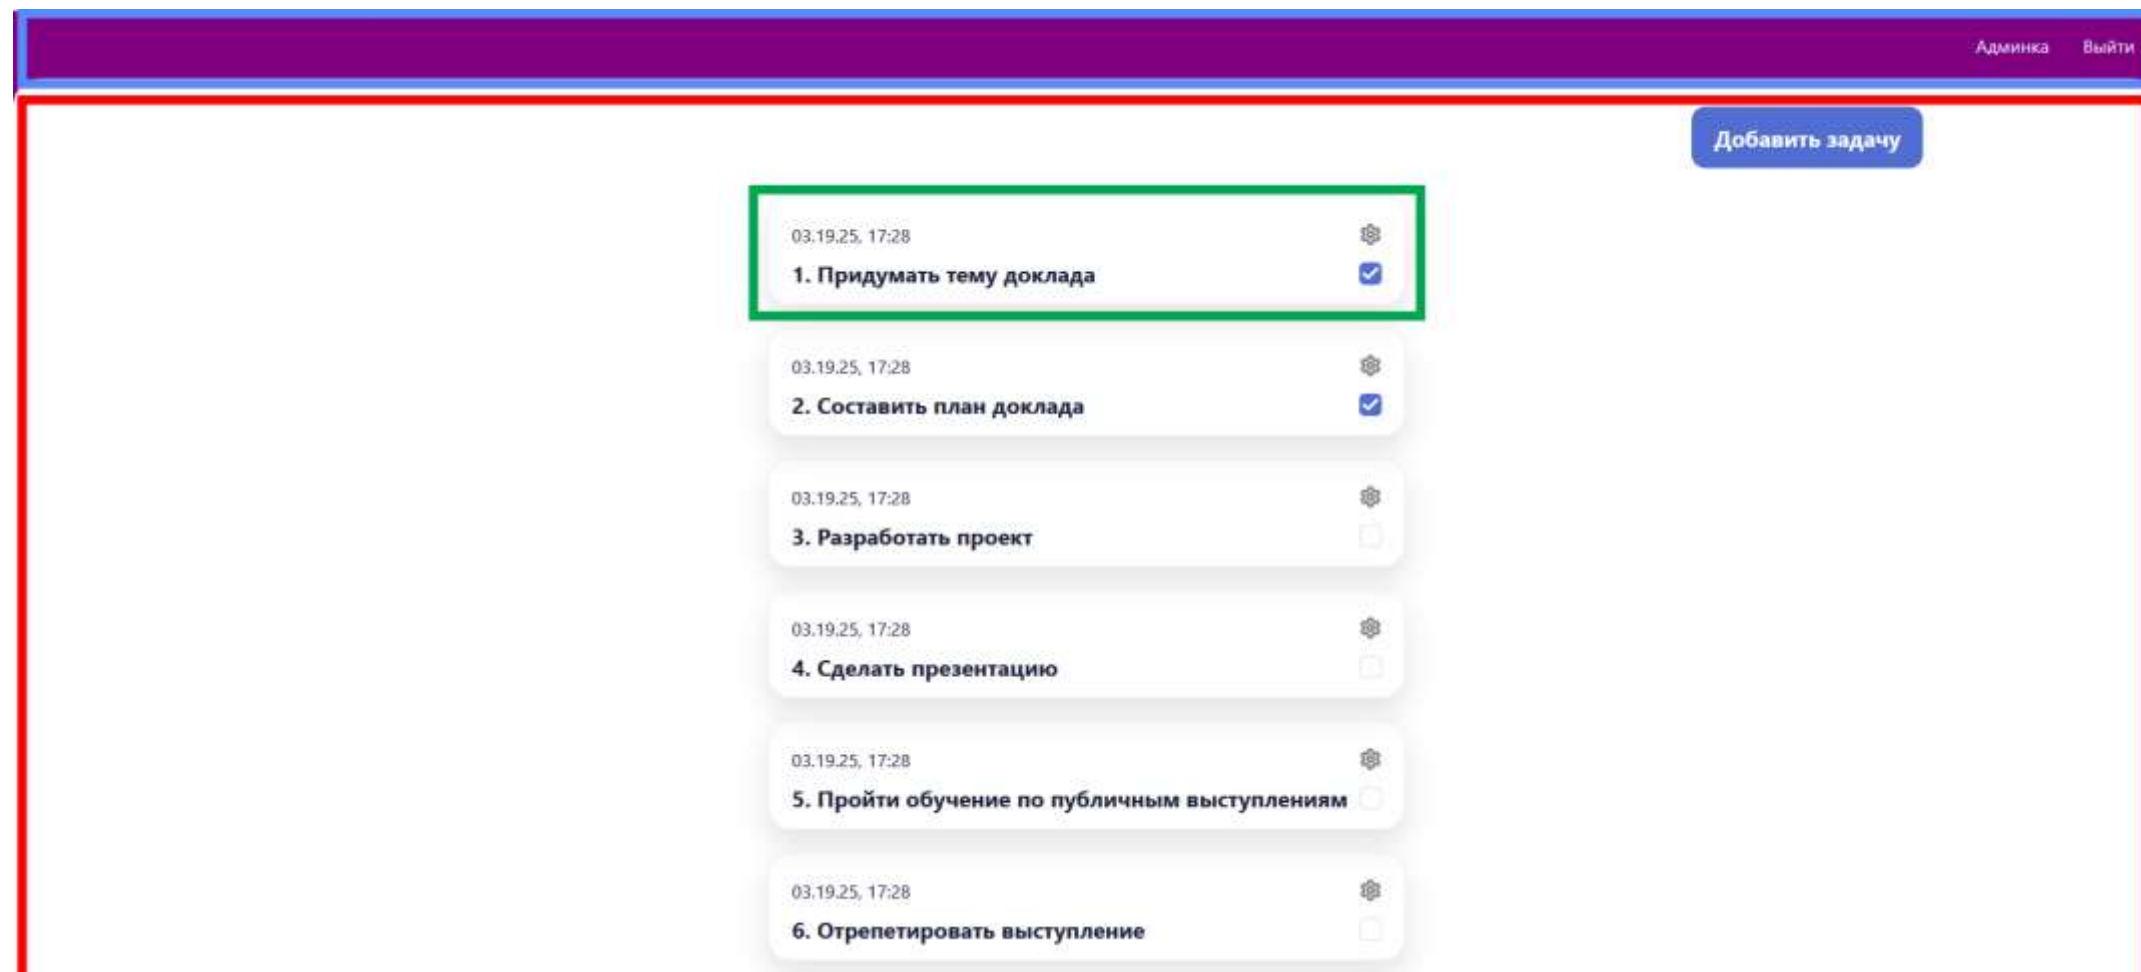 Админка Выйти
Добавить задачу
03.19.25, 17:28
1. Придумать тему доклада
03.19.25, 17:28
2. Составить план доклада
03.19.25, 17:28
3. Разработать проект
03.19.25, 17:28
4. Сделать презентацию
03.19.25, 17:28
5. Пройти обучение по публичным выступлениям
03.19.25, 17:28
6. Отрепетировать выступление